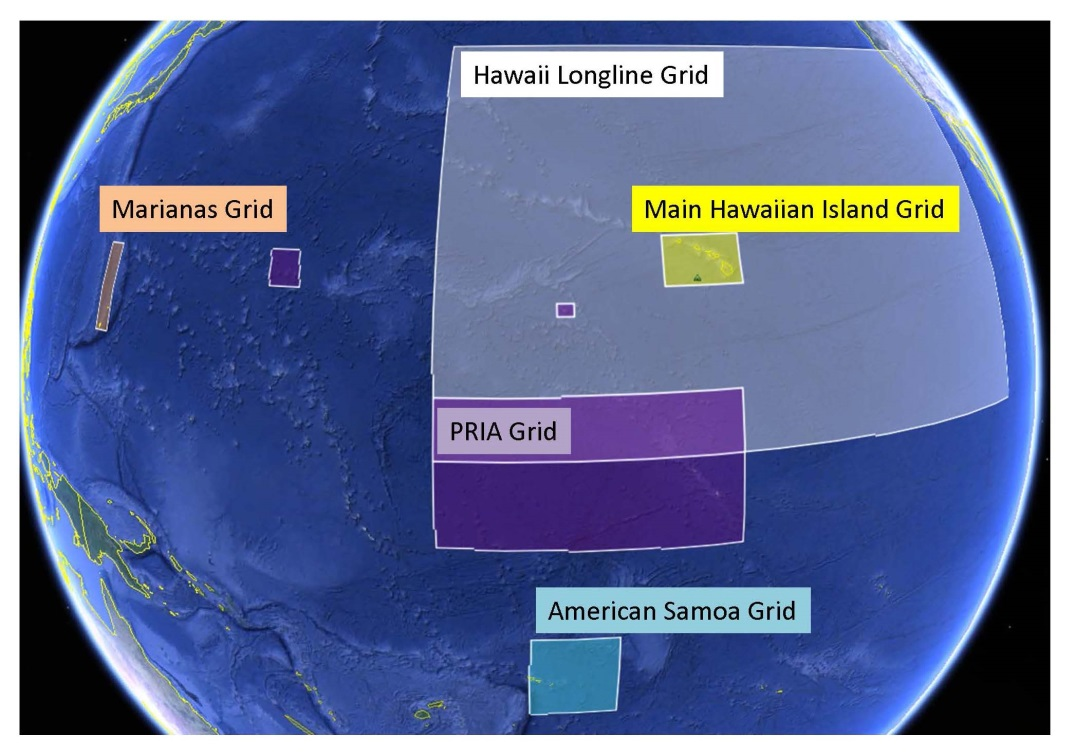 Hawaii Longline Grid
Marianas Grid
Main Hawaiian Island Grid
PRIA Grid
American Samoa Grid